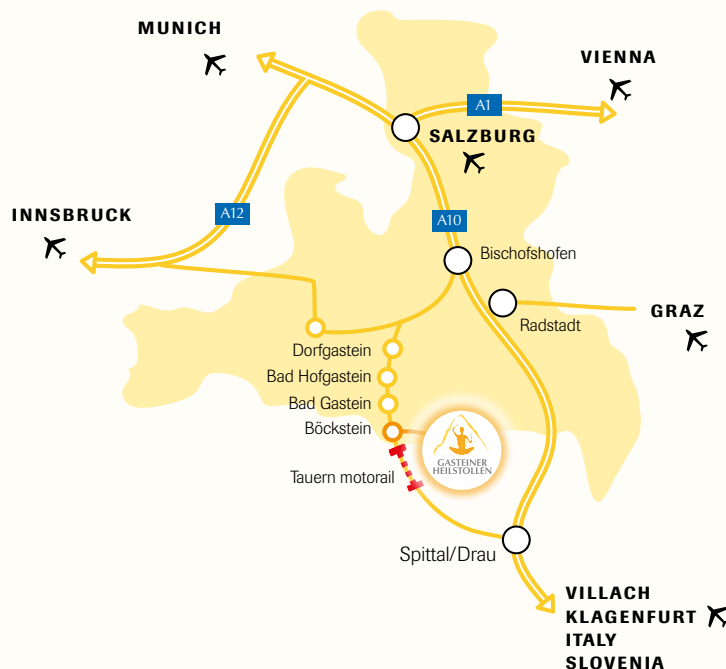 MUNICH
VIENNA
A1
SALZBURG
INNSBRUCK
A12
A10
Bischofshofen
GRAZ
Radstadt
Dorfgastein
Bad Hofgastein
Bad Gastein
Böckstein
GASTEINER
HEILSTOLLEN
Tauern motorail
Spittal/Drau
VILLACH
KLAGENFURT
ITALY
SLOVENIA